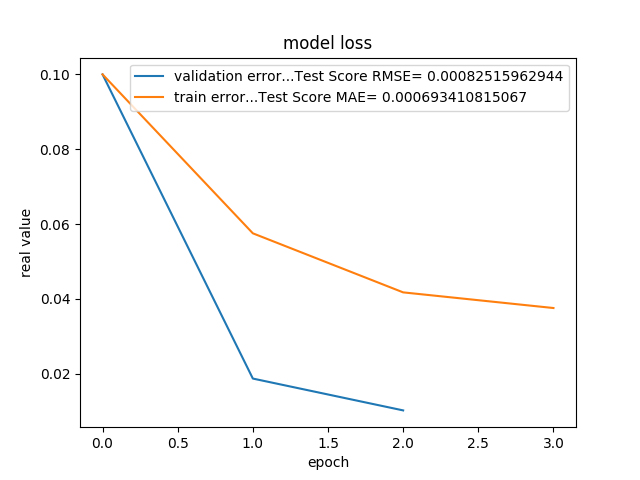 model loss
validation error...Test Score RMSE= 0.00082515962944
train error...Test Score MAE= 0.000693410815067
0.10
0.08
0.06
0.04
0.02
real value
0.0 0.5 1.0 1.5 2.0 2.5 3.0
epoch